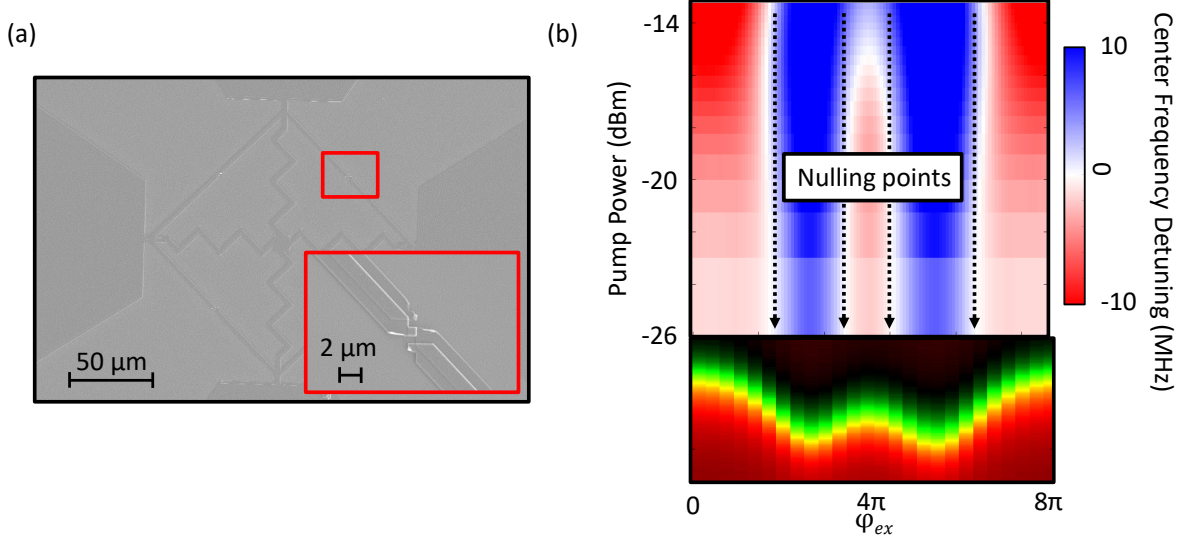 (a)
50 μm
2 μm
(b)
Pump Power (dBm)
-14
-20
-26
Nulling points
10
0
-10
Center Frequency Detuning (MHz)
0
4π
8π
φex